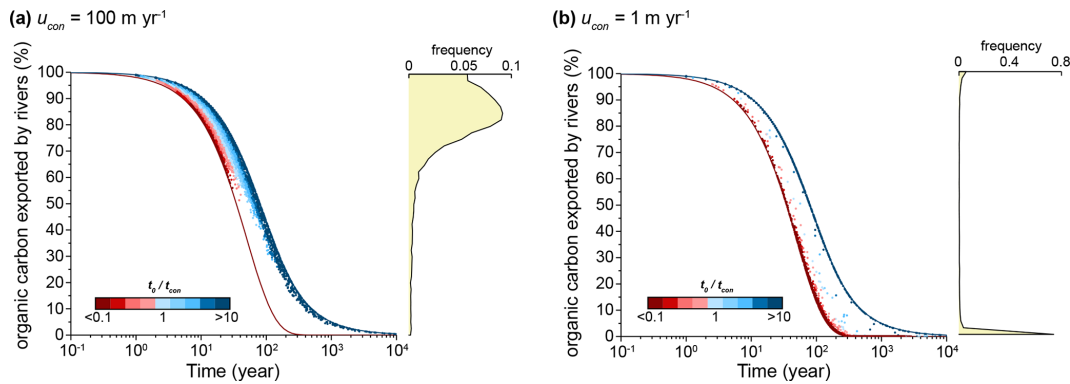 (a) u_con = 100 m yr⁻¹
frequency
0 0.05 0.1
organic carbon exported by rivers (%)
100
90
80
70
60
50
40
30
20
10
0
t₀ / t_con
<0.1 1 >10
10⁻¹ 10⁰ 10¹ 10² 10³ 10⁴
Time (year)
(b) u_con = 1 m yr⁻¹
frequency
0 0.4 0.8
organic carbon exported by rivers (%)
100
90
80
70
60
50
40
30
20
10
0
t₀ / t_con
<0.1 1 >10
10⁻¹ 10⁰ 10¹ 10² 10³ 10⁴
Time (year)